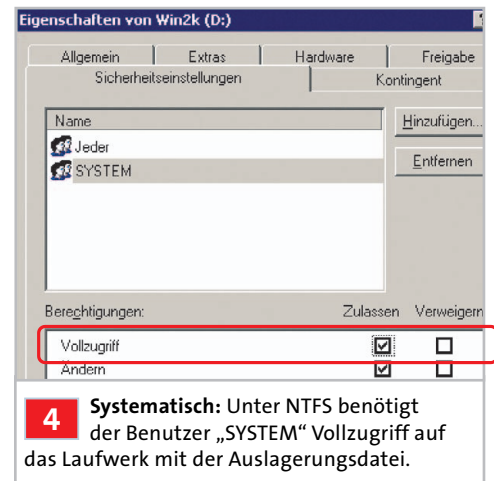 Eigenschaften von Win2k (D:)
Allgemein Extras Hardware Freigabe
Sicherheitseinstellungen Kontingent
Name
Hinzufügen...
Jeder
SYSTEM
Entfernen
Berechtigungen: Zulassen Verweigern
Vollzugriff
Ändern
4 Systematisch: Unter NTFS benötigt
der Benutzer „SYSTEM“ Vollzugriff auf
das Laufwerk mit der Auslagerungsdatei.